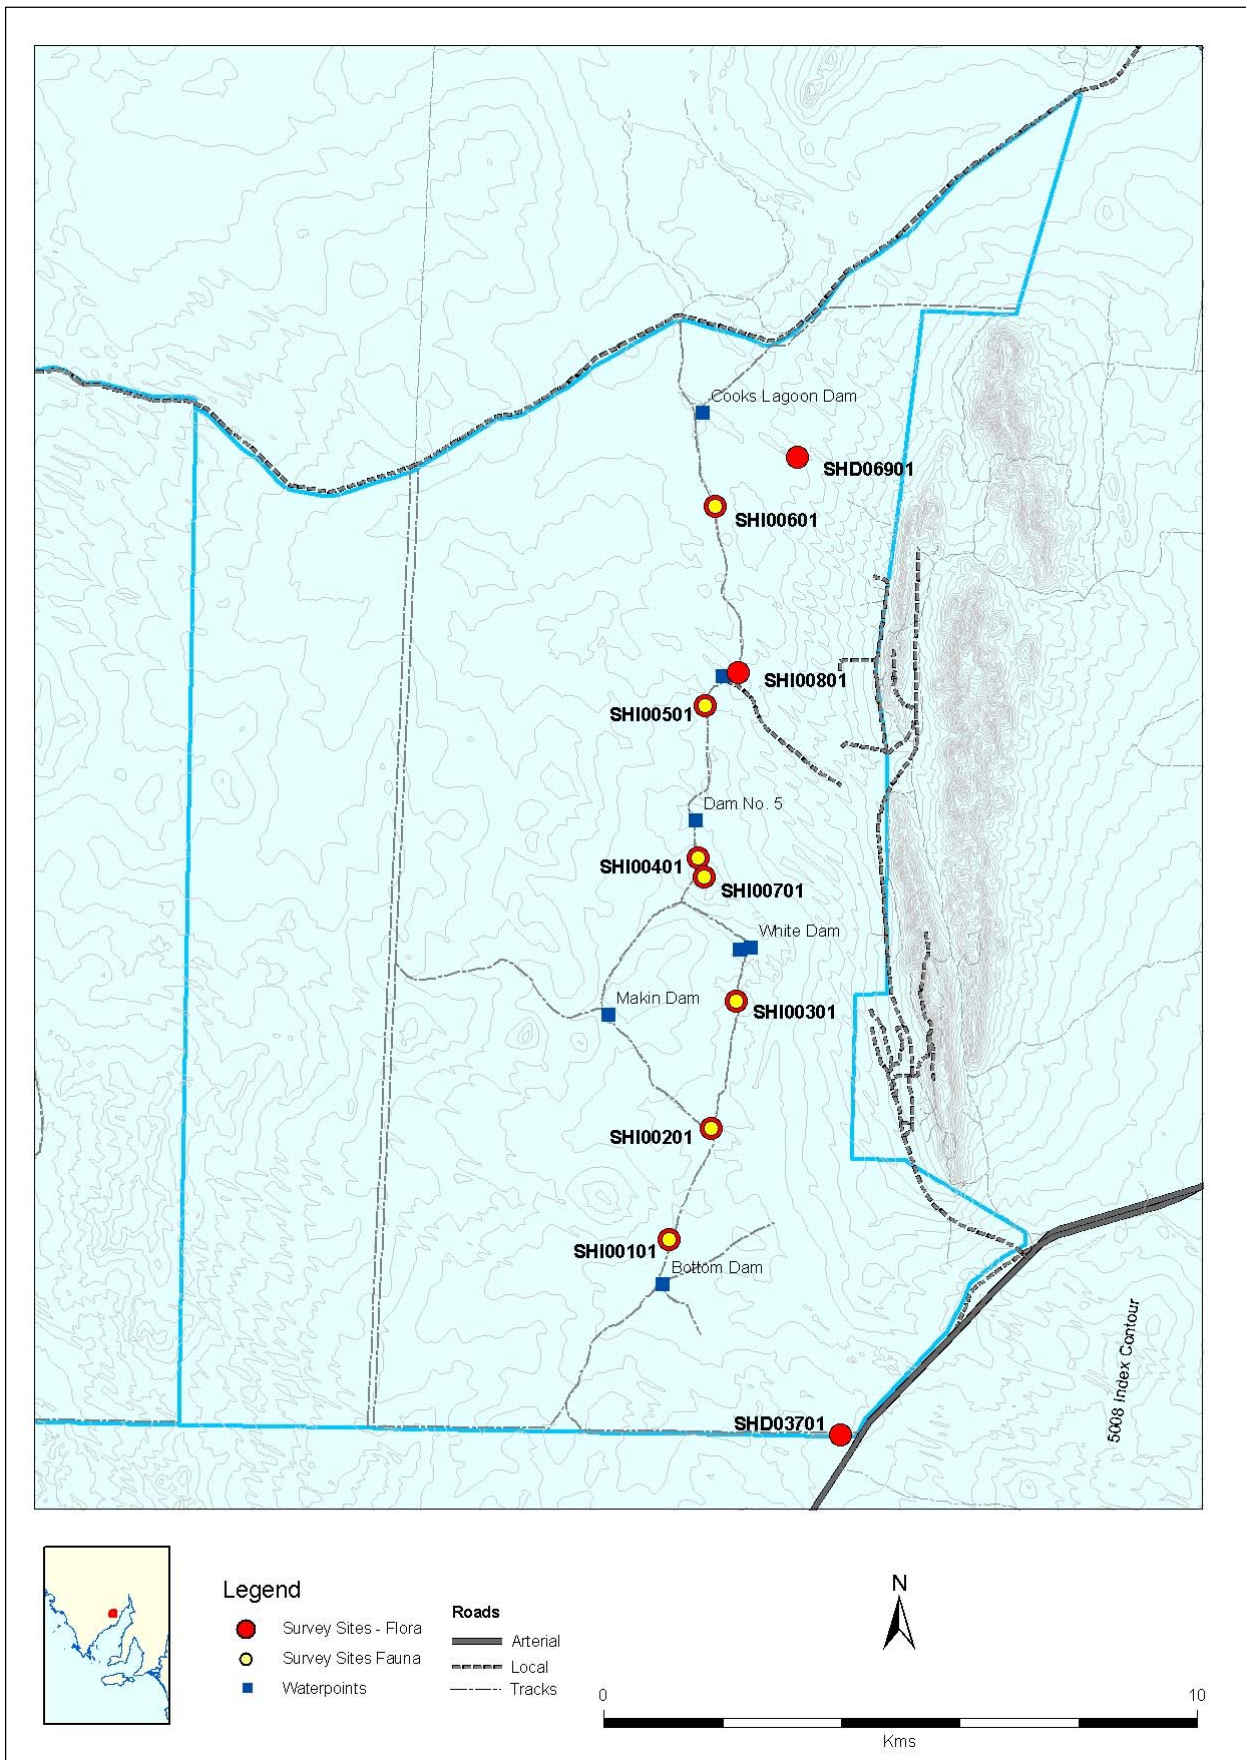 Cooks Lagoon Dam
SHD06901
SHI00601
SHI00801
SHI00501
Dam No. 5
SHI00401
SHI00701
White Dam
Makin Dam
SHI00301
SHI00201
SHI00101
Bottom Dam
5008 Index Contour
SHD03701
Legend
Survey Sites - Flora
Survey Sites Fauna
Waterpoints
Roads
Arterial
Local
Tracks
N
0 10
Kms